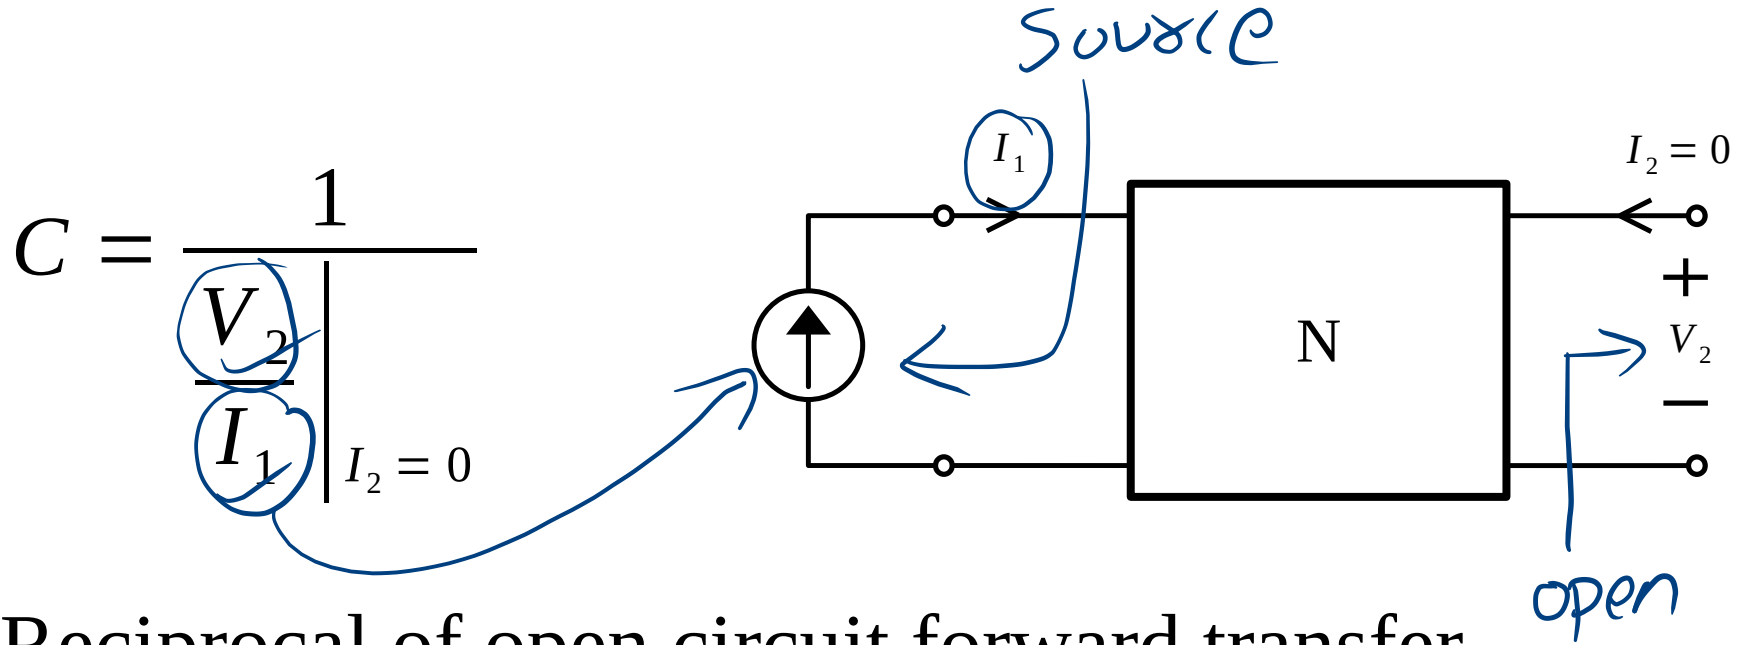 source
I₁
I₂ = 0
C = 1 / (V₂ / I₁) | I₂ = 0
N
+
V₂
−
open
Reciprocal of open circuit forward transfer